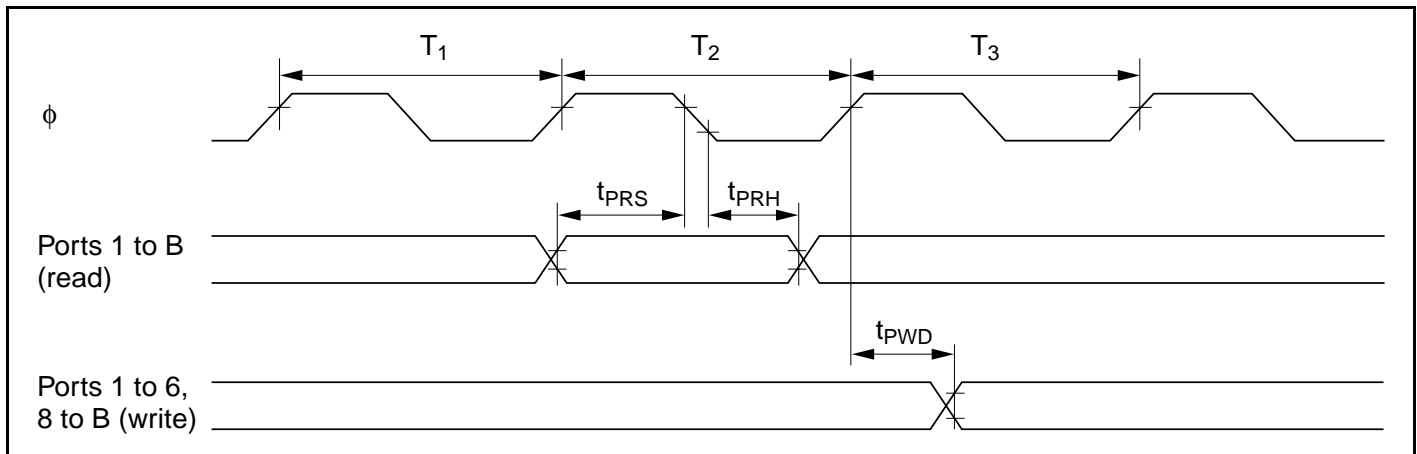 T1
T2
T3
ϕ
tPRS
tPRH
Ports 1 to B
(read)
tPWD
Ports 1 to 6,
8 to B (write)